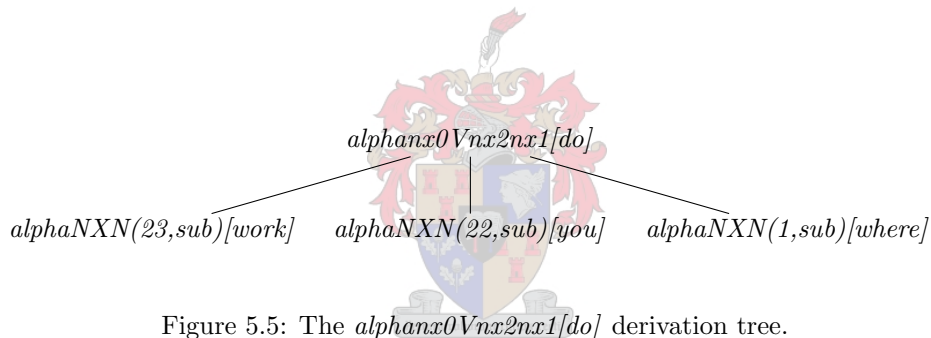 alphanx0Vnx2nx1[do]
alphaNXN(23,sub)[work] alphaNXN(22,sub)[you] alphaNXN(1,sub)[where]
Figure 5.5: The alphanx0Vnx2nx1[do] derivation tree.